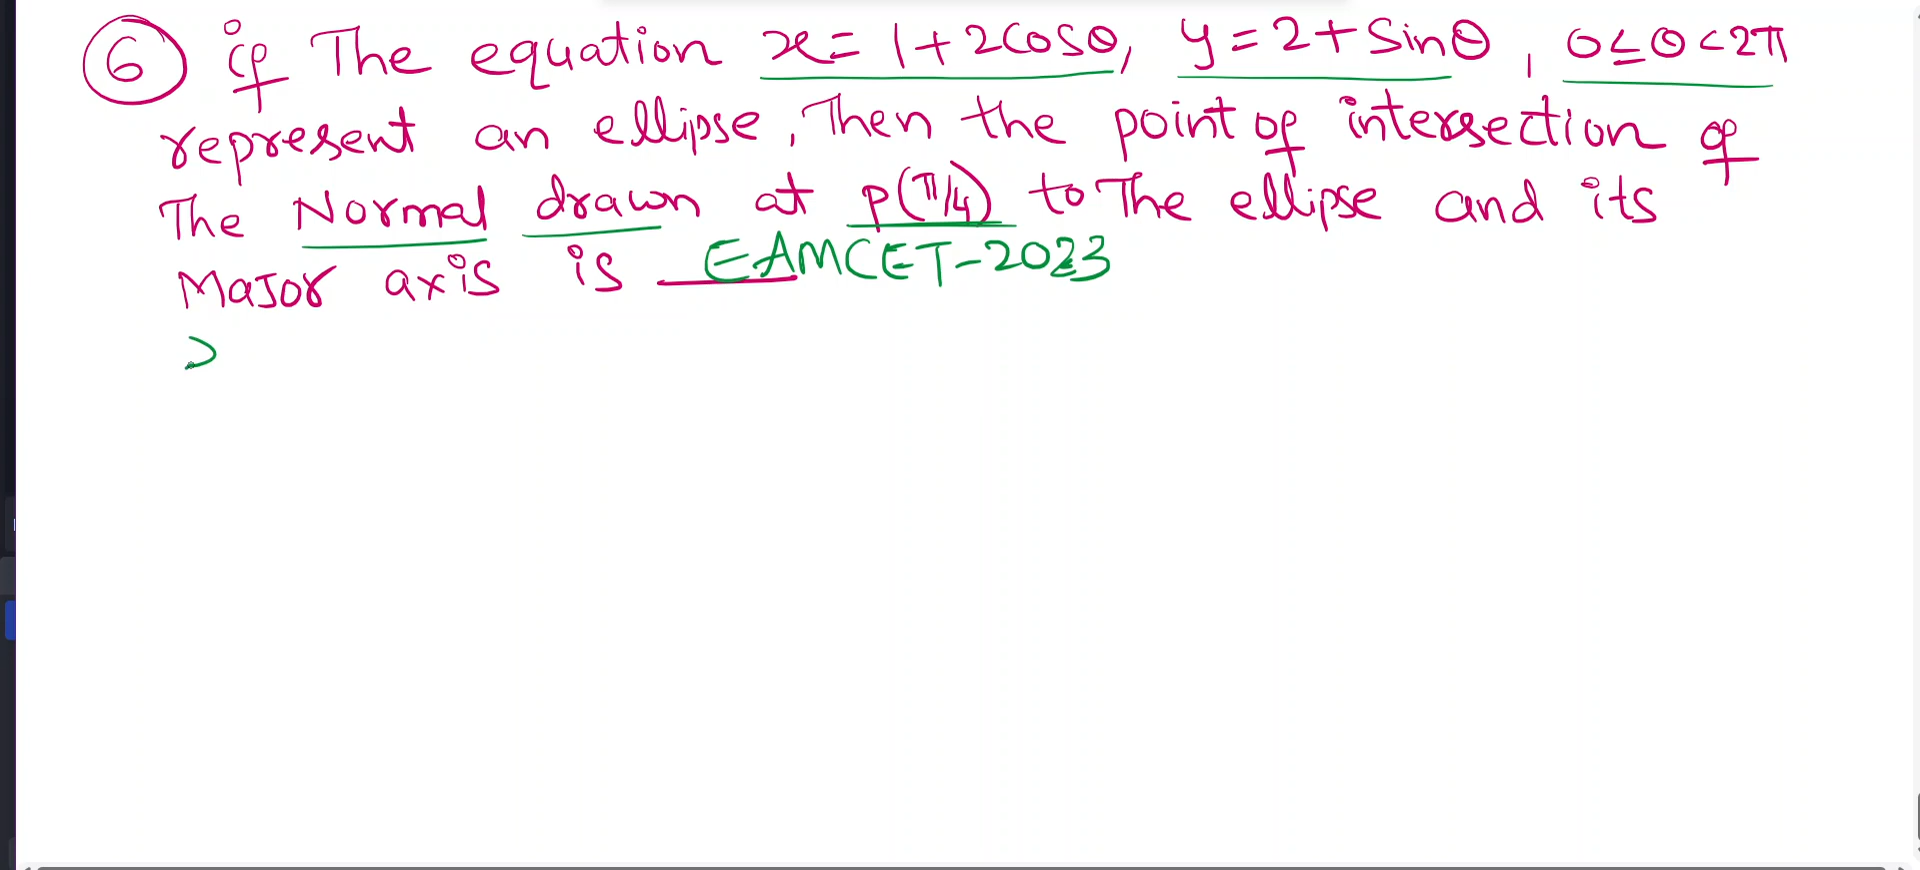 6 if The equation x = 1 + 2cosθ, y = 2 + sinθ, 0 ≤ θ < 2π
represent an ellipse, Then the point of intersection of
The Normal drawn at p(π/4) to The ellipse and its
Major axis is ____ EAMCET-2023